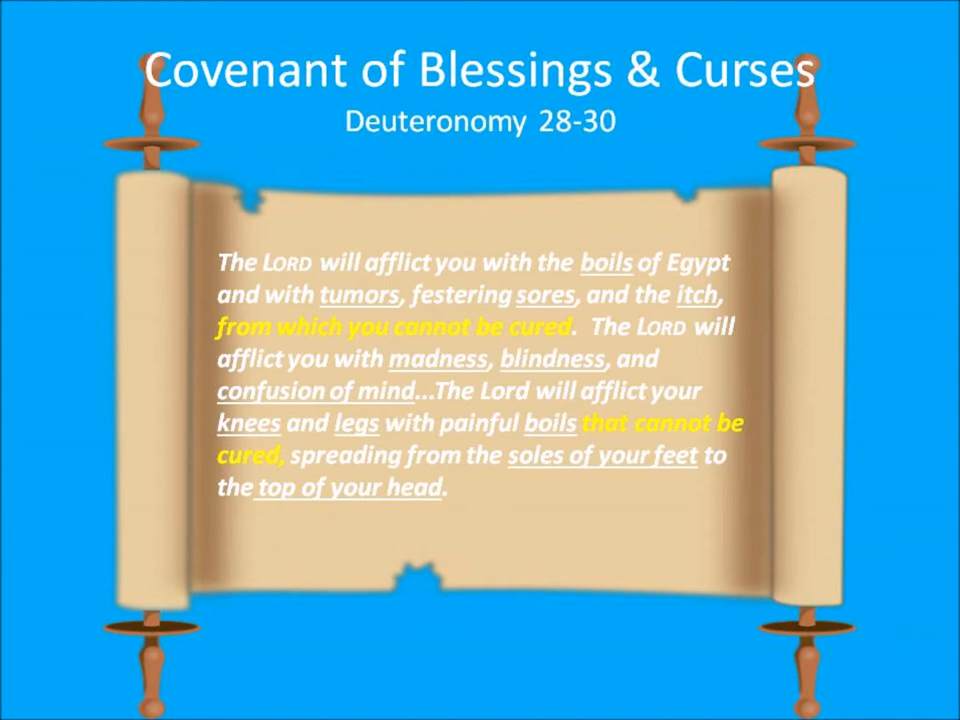 Covenant of Blessings & Curses
Deuteronomy 28-30
The LORD will afflict you with the boils of Egypt
and with tumors, festering sores, and the itch,
from which you cannot be cured.  The LORD will
afflict you with madness, blindness, and
confusion of mind...The Lord will afflict your
knees and legs with painful boils that cannot be
cured, spreading from the soles of your feet to
the top of your head.